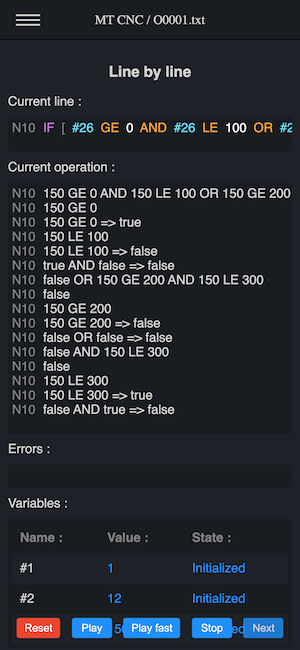 MT CNC / O0001.txt
Line by line
Current line :
N10 IF [ #26 GE 0 AND #26 LE 100 OR #2
Current operation :
N10 150 GE 0 AND 150 LE 100 OR 150 GE 200
N10 150 GE 0
N10 150 GE 0 => true
N10 150 LE 100
N10 150 LE 100 => false
N10 true AND false => false
N10 false OR 150 GE 200 AND 150 LE 300
N10 false
N10 150 GE 200
N10 150 GE 200 => false
N10 false OR false => false
N10 false AND 150 LE 300
N10 false
N10 150 LE 300
N10 150 LE 300 => true
N10 false AND true => false
Errors :
Variables :
Name : Value : State :
#1 1 Initialized
#2 12 Initialized
Reset Play Play fast Stop Next